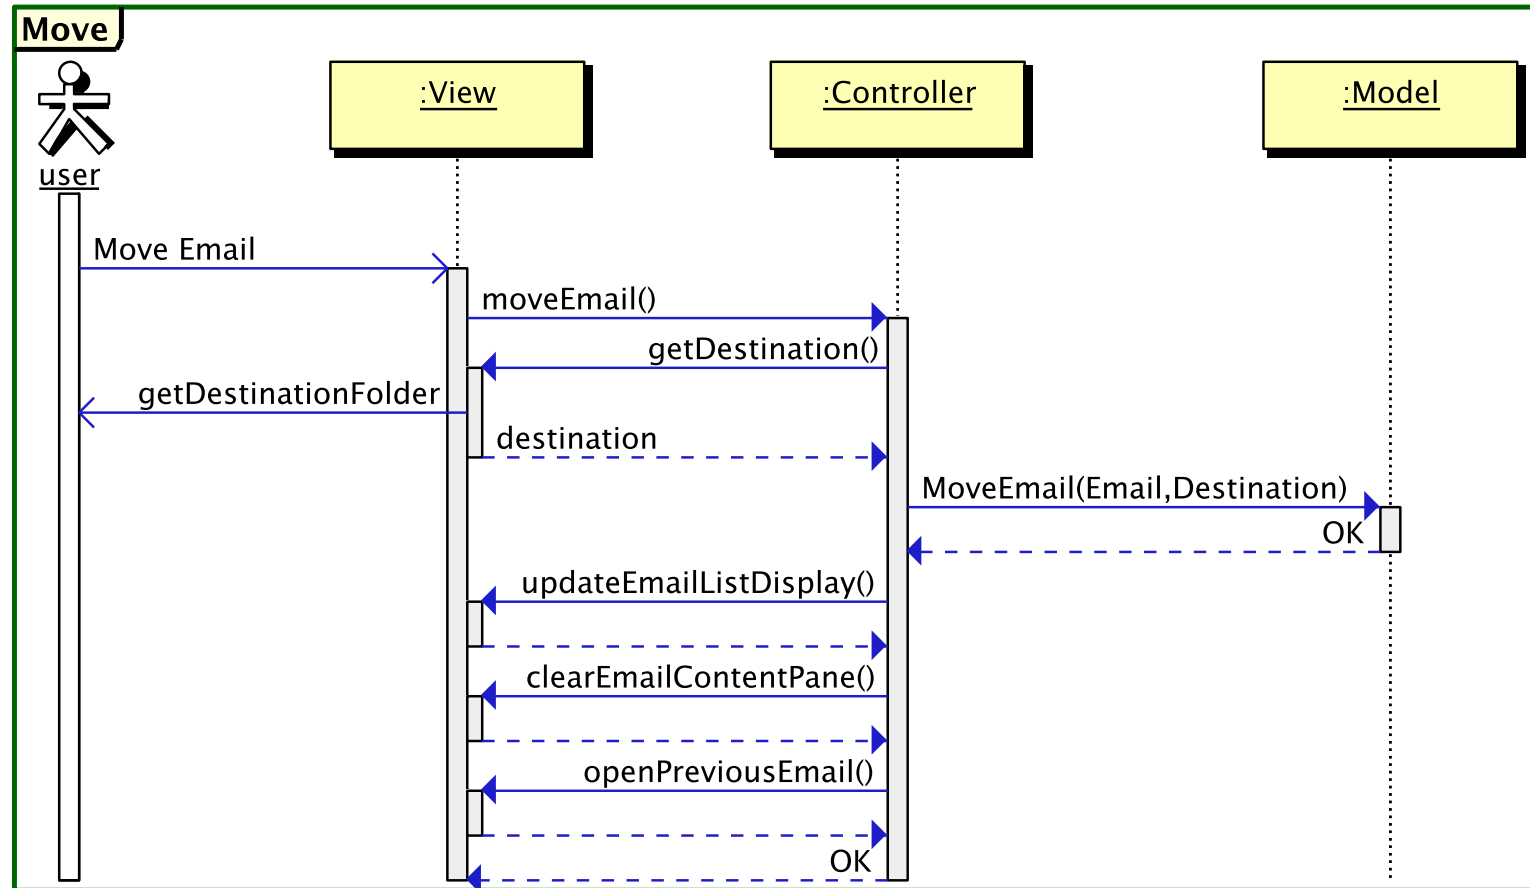 Move
:View
:Controller
:Model
user
Move Email
moveEmail()
getDestination()
getDestinationFolder
destination
MoveEmail(Email,Destination)
OK
updateEmailListDisplay()
clearEmailContentPane()
openPreviousEmail()
OK